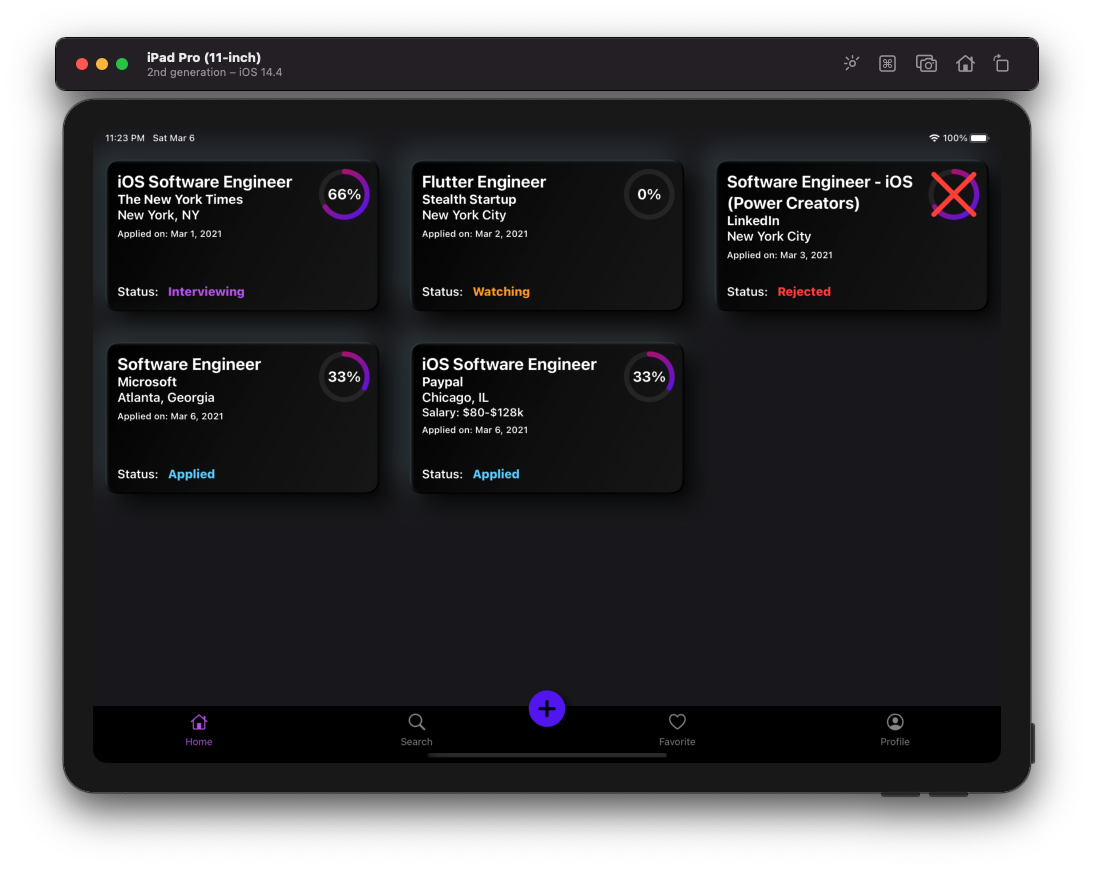 iPad Pro (11-inch)
2nd generation – iOS 14.4
11:23 PM Sat Mar 6
100%
iOS Software Engineer
The New York Times
New York, NY
Applied on: Mar 1, 2021
66%
Status: Interviewing
Flutter Engineer
Stealth Startup
New York City
Applied on: Mar 2, 2021
0%
Status: Watching
Software Engineer - iOS
(Power Creators)
LinkedIn
New York City
Applied on: Mar 3, 2021
Status: Rejected
Software Engineer
Microsoft
Atlanta, Georgia
Applied on: Mar 6, 2021
33%
Status: Applied
iOS Software Engineer
Paypal
Chicago, IL
Salary: $80-$128k
Applied on: Mar 6, 2021
33%
Status: Applied
Home
Search
Favorite
Profile